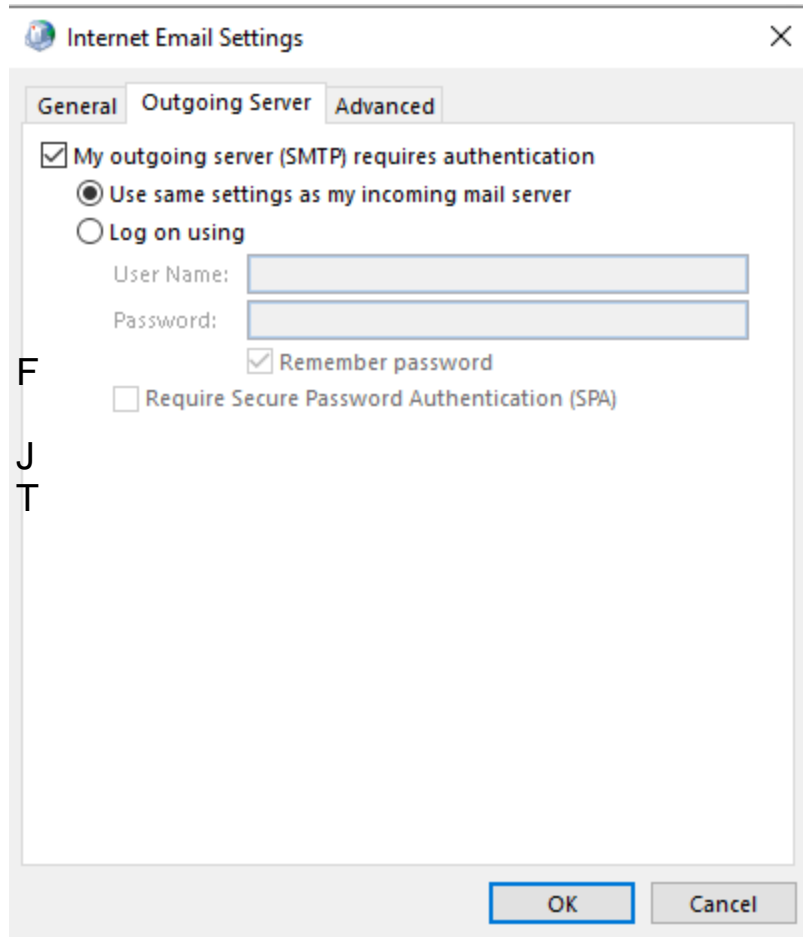 Internet Email Settings
General Outgoing Server Advanced
My outgoing server (SMTP) requires authentication
Use same settings as my incoming mail server
Log on using
User Name:
Password:
Remember password
F
Require Secure Password Authentication (SPA)
J
T
OK Cancel